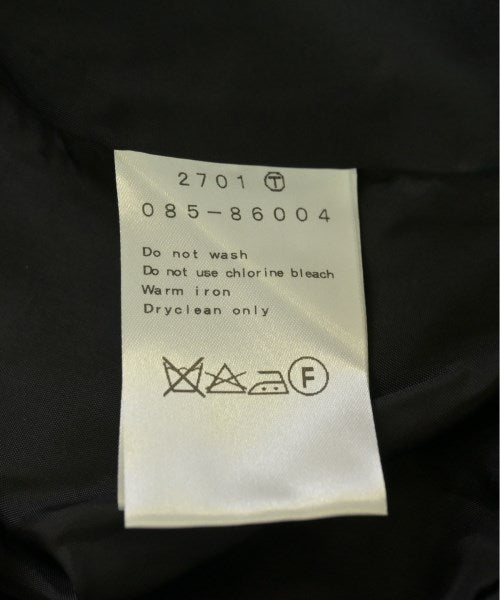 2701 Ⓣ
085-86004
Do not wash
Do not use chlorine bleach
Warm iron
Dryclean only
F